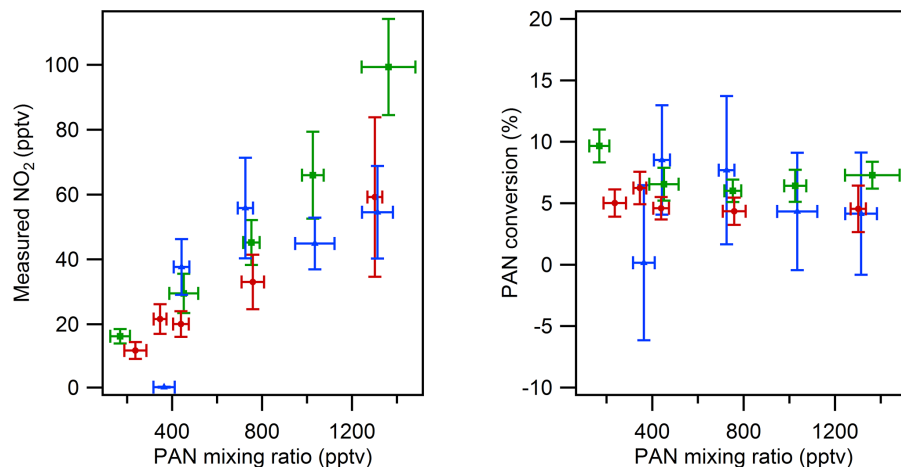 100
80
60
40
20
0
Measured NO₂ (pptv)
400 800 1200
PAN mixing ratio (pptv)
20
15
10
5
0
-5
-10
PAN conversion (%)
400 800 1200
PAN mixing ratio (pptv)